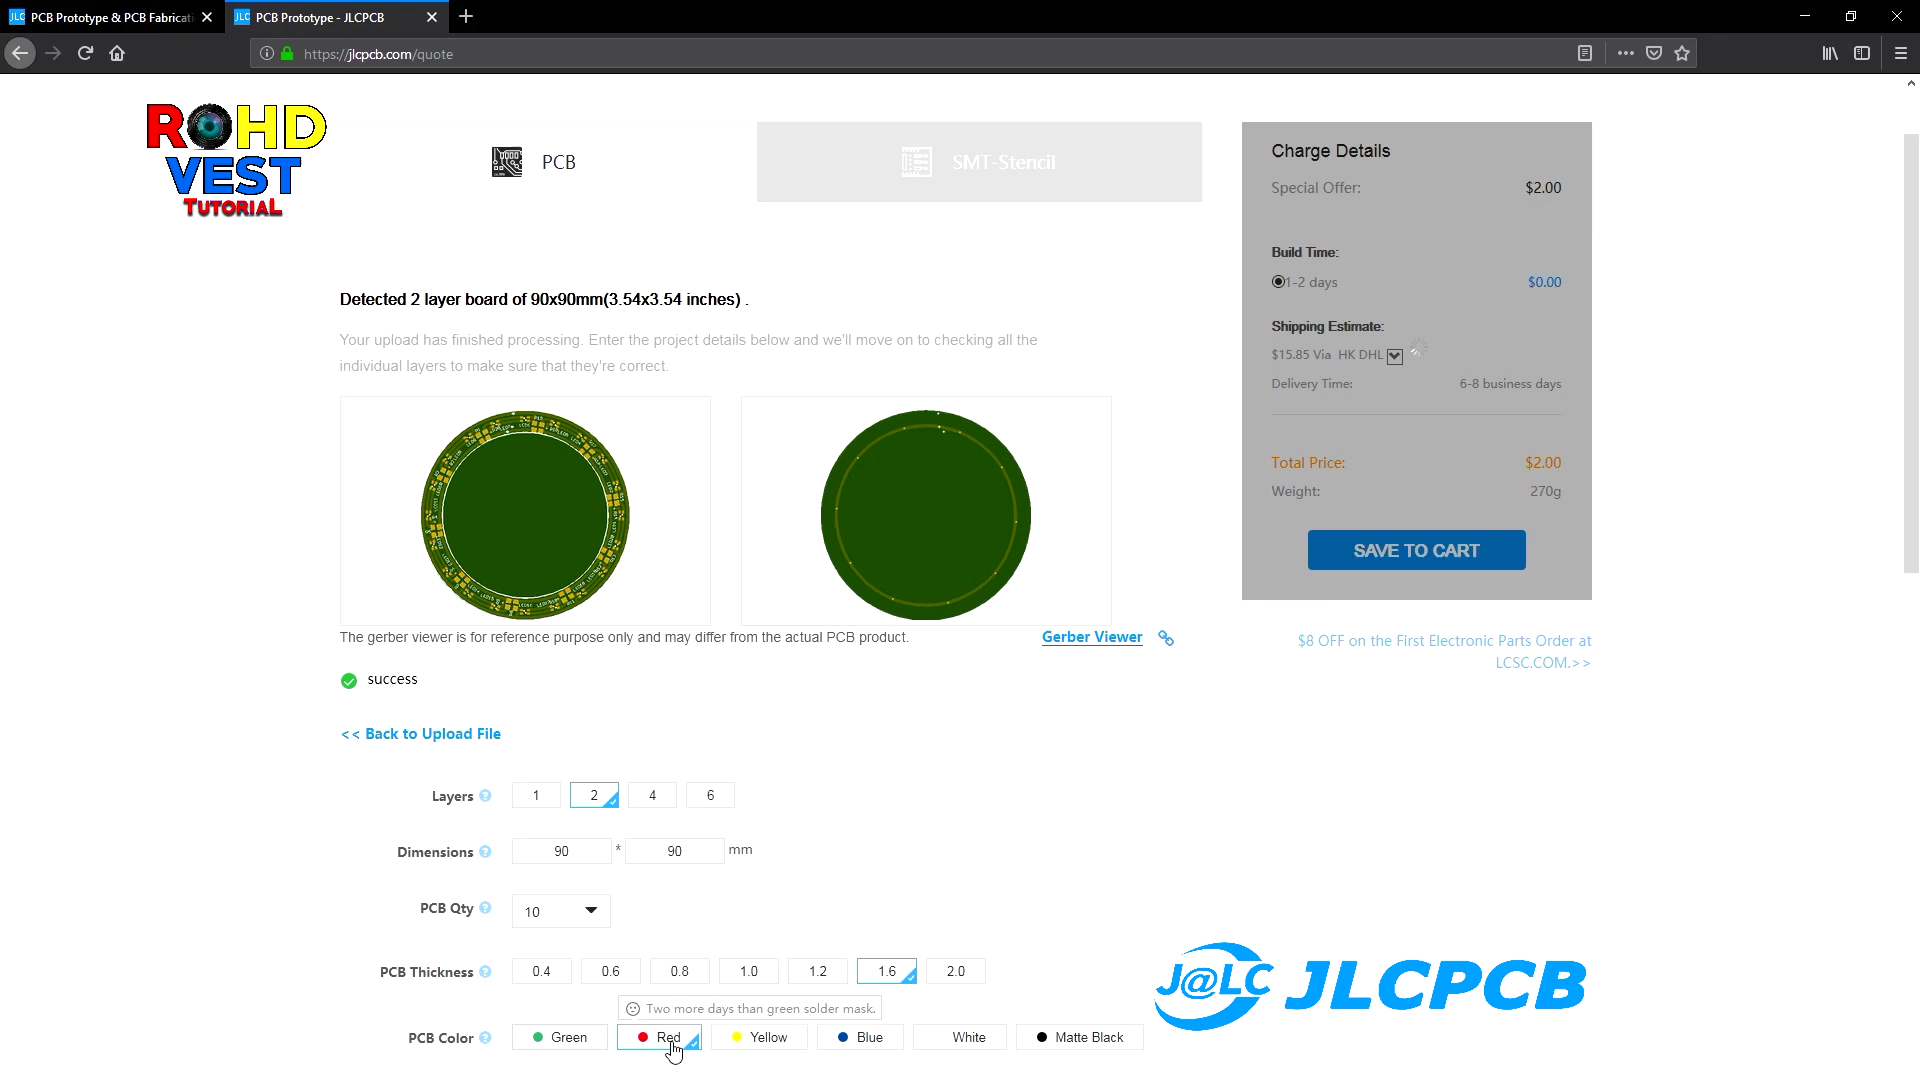 JLC PCB Prototype & PCB Fabricati
JLC PCB Prototype - JLCPCB
https://jlcpcb.com/quote
ROHD
VEST
TUTORIAL
PCB
SMT-Stencil
Charge Details
Special Offer: $2.00
Build Time:
1-2 days $0.00
Shipping Estimate:
$15.85 Via HK DHL
Delivery Time: 6-8 business days
Total Price: $2.00
Weight: 270g
SAVE TO CART
$8 OFF on the First Electronic Parts Order at
LCSC.COM.>>
Detected 2 layer board of 90x90mm(3.54x3.54 inches) .
Your upload has finished processing. Enter the project details below and we'll move on to checking all the
individual layers to make sure that they're correct.
The gerber viewer is for reference purpose only and may differ from the actual PCB product.
Gerber Viewer
success
<< Back to Upload File
Layers ? 1 2 4 6
Dimensions ? 90 * 90 mm
PCB Qty ? 10
PCB Thickness ? 0.4 0.6 0.8 1.0 1.2 1.6 2.0
Two more days than green solder mask.
PCB Color ? Green Red Yellow Blue White Matte Black
J@LC JLCPCB